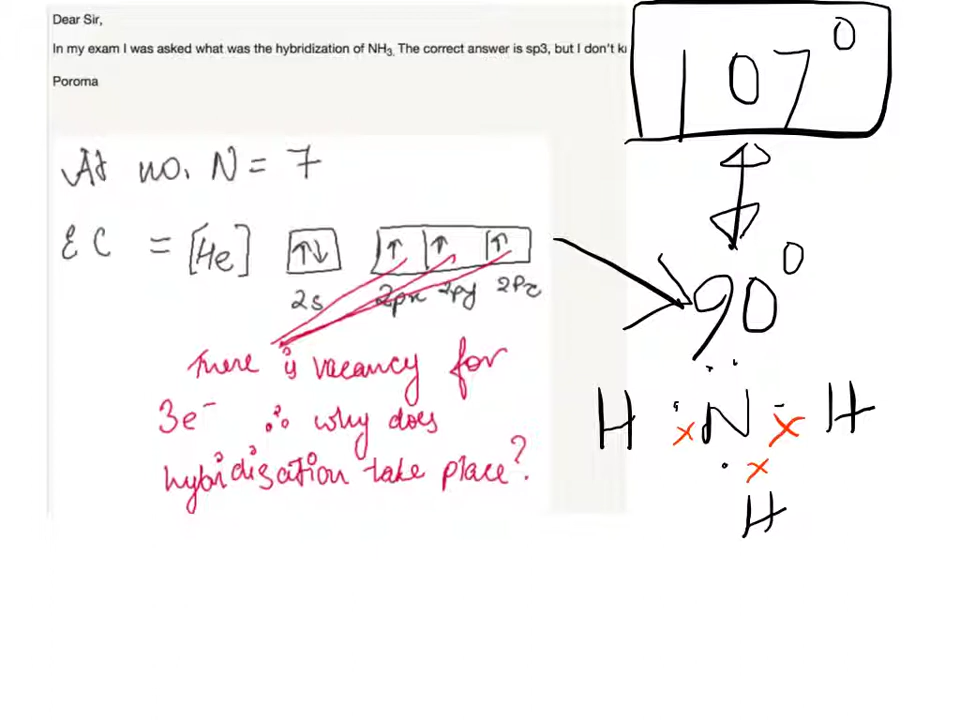 Dear Sir,
In my exam I was asked what was the hybridization of NH3. The correct answer is sp3, but I don't
Poroma
107°
At no. N = 7
EC = [He] ↑↓ ↑ ↑ ↑
2s 2px 2py 2pz
90°
There is vacancy for
3e⁻ ∴ why does
hybridisation take place?
H N H
H